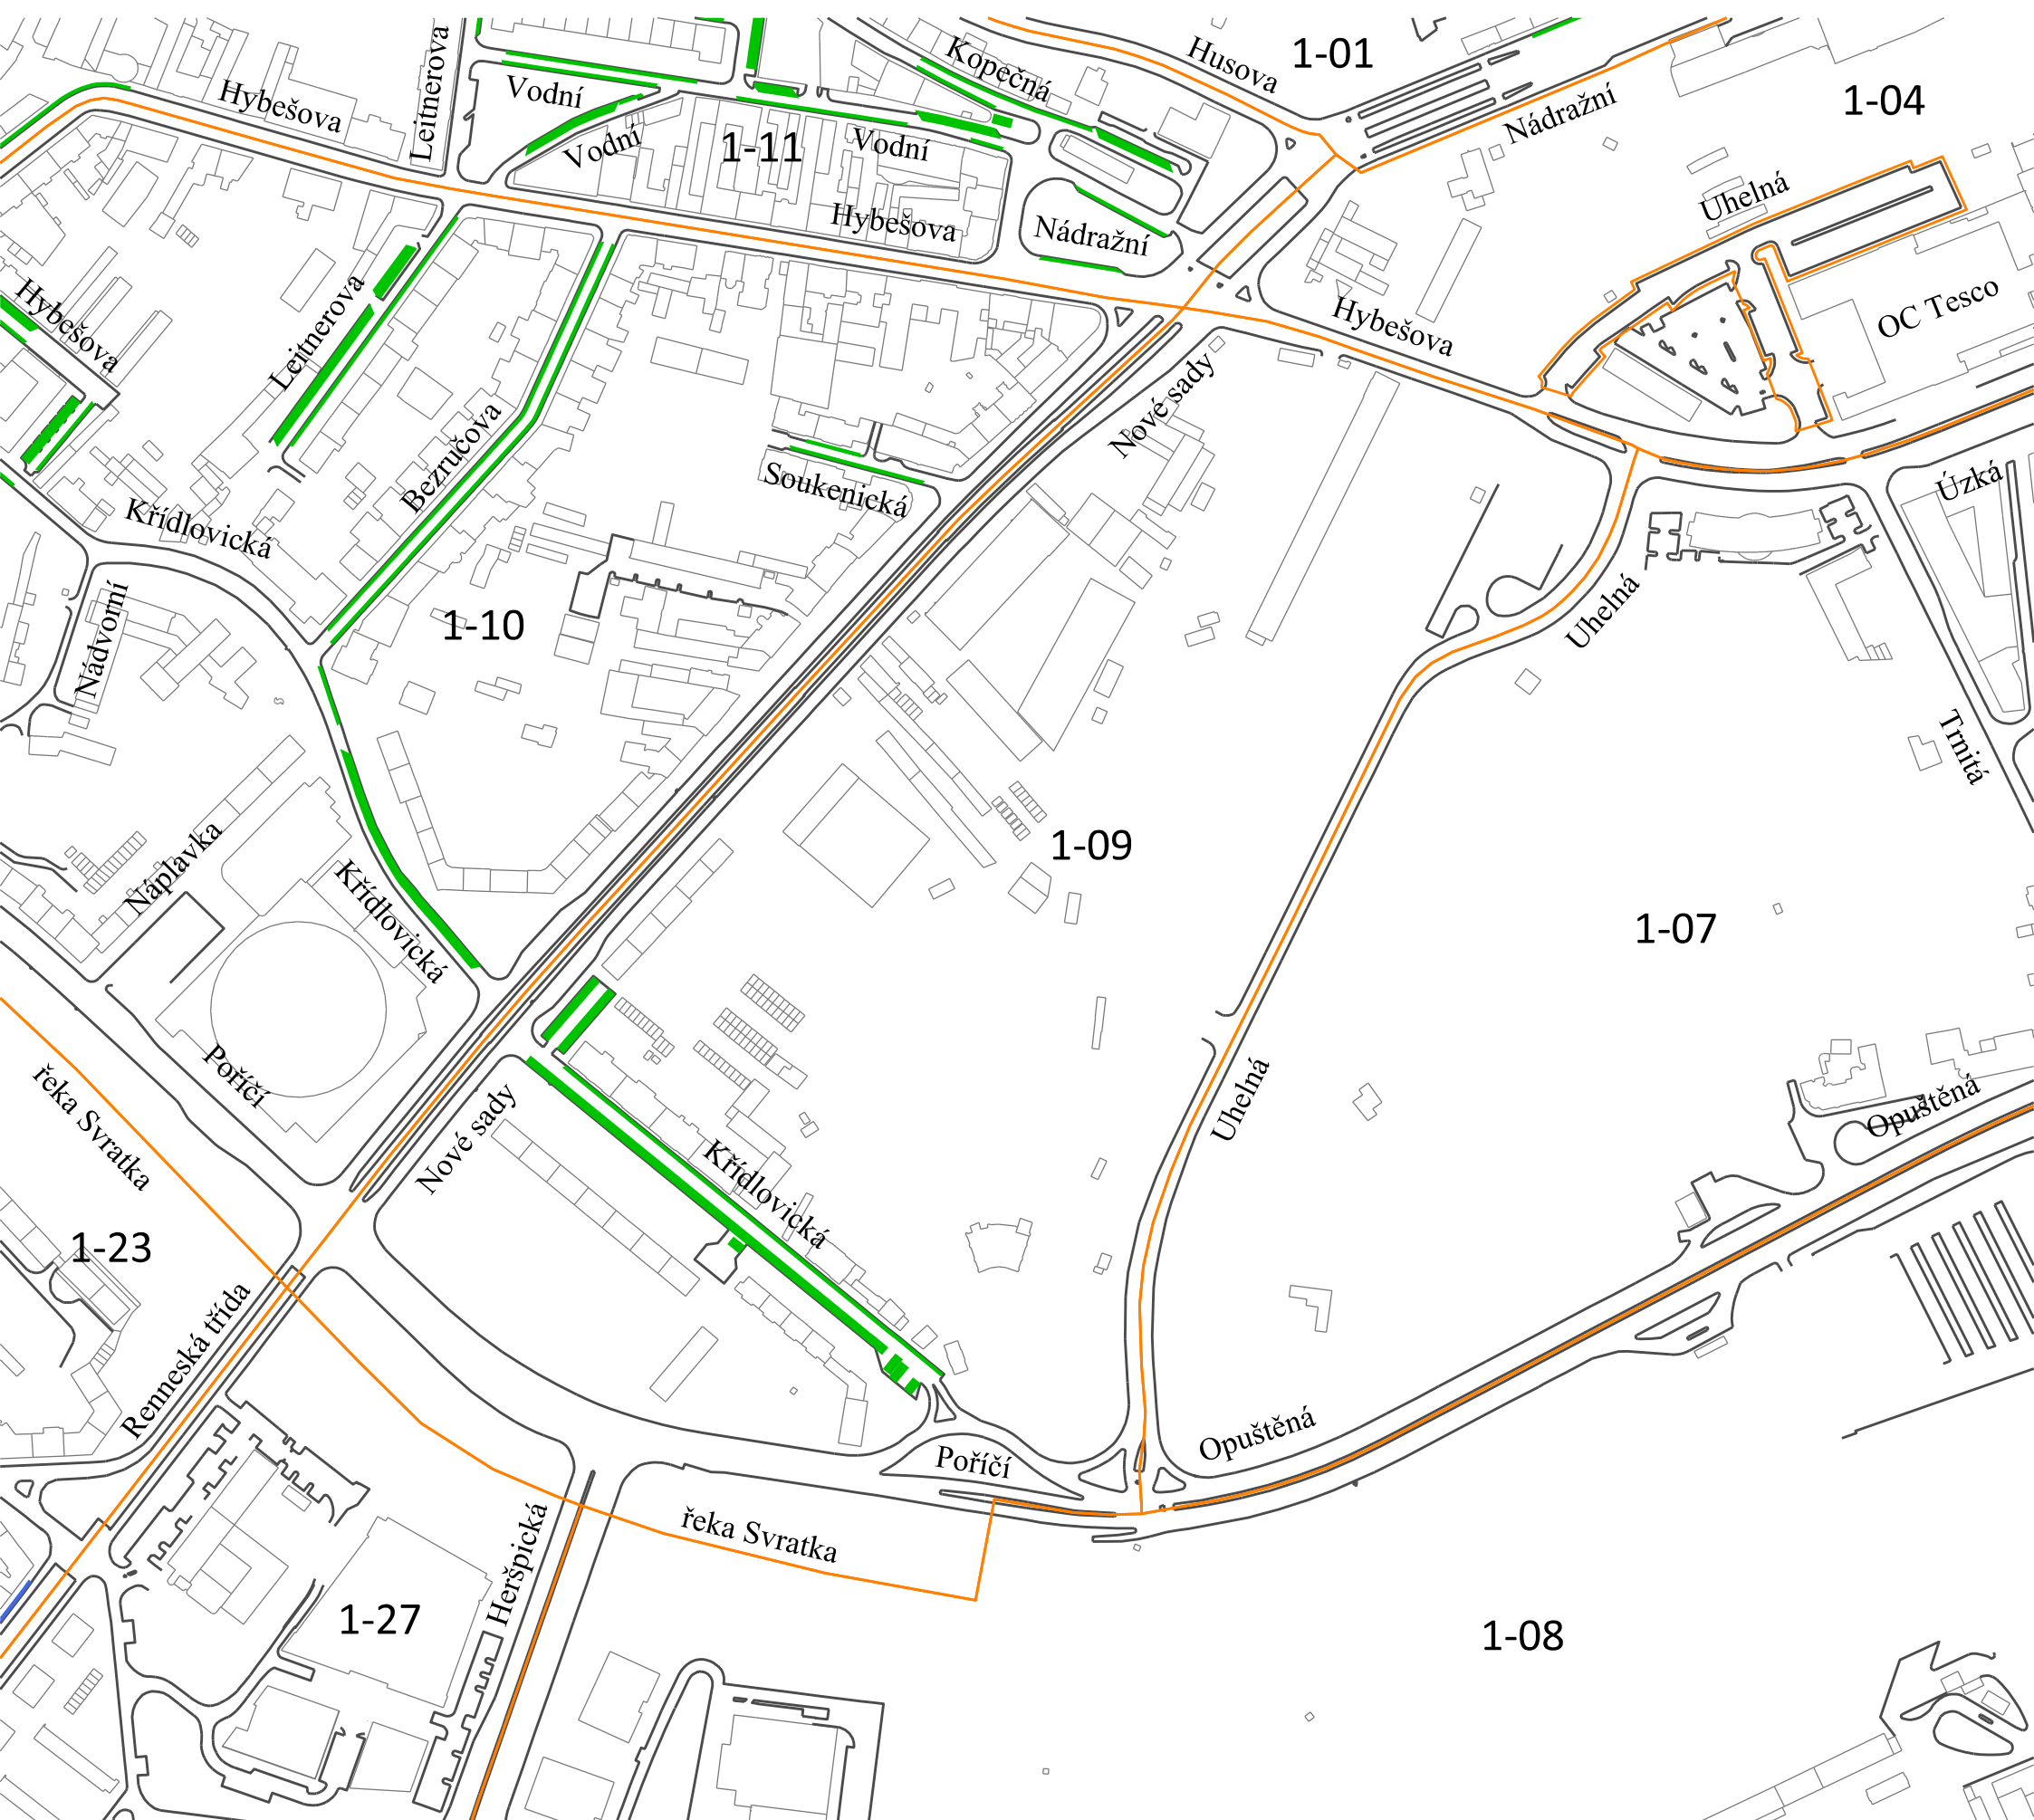 Husova
1-01
Leitnerova
Kopečná
Hybešova
Vodní
Nádražní
1-04
Vodní
1-11
Vodní
Uhelná
Hybešova
Nádražní
Hybešova
Leitnerova
Hybešova
OC Tesco
Nové sady
Bezručova
Soukenická
Úzká
Křídlovická
Nádvorní
1-10
Uhelná
Trnitá
1-09
Náplavka
Křídlovická
1-07
Poříčí
řeka Svratka
Nové sady
Uhelná
Opuštěná
Křídlovická
1-23
Renneská třída
Opuštěná
Poříčí
řeka Svratka
Heršpická
1-27
1-08